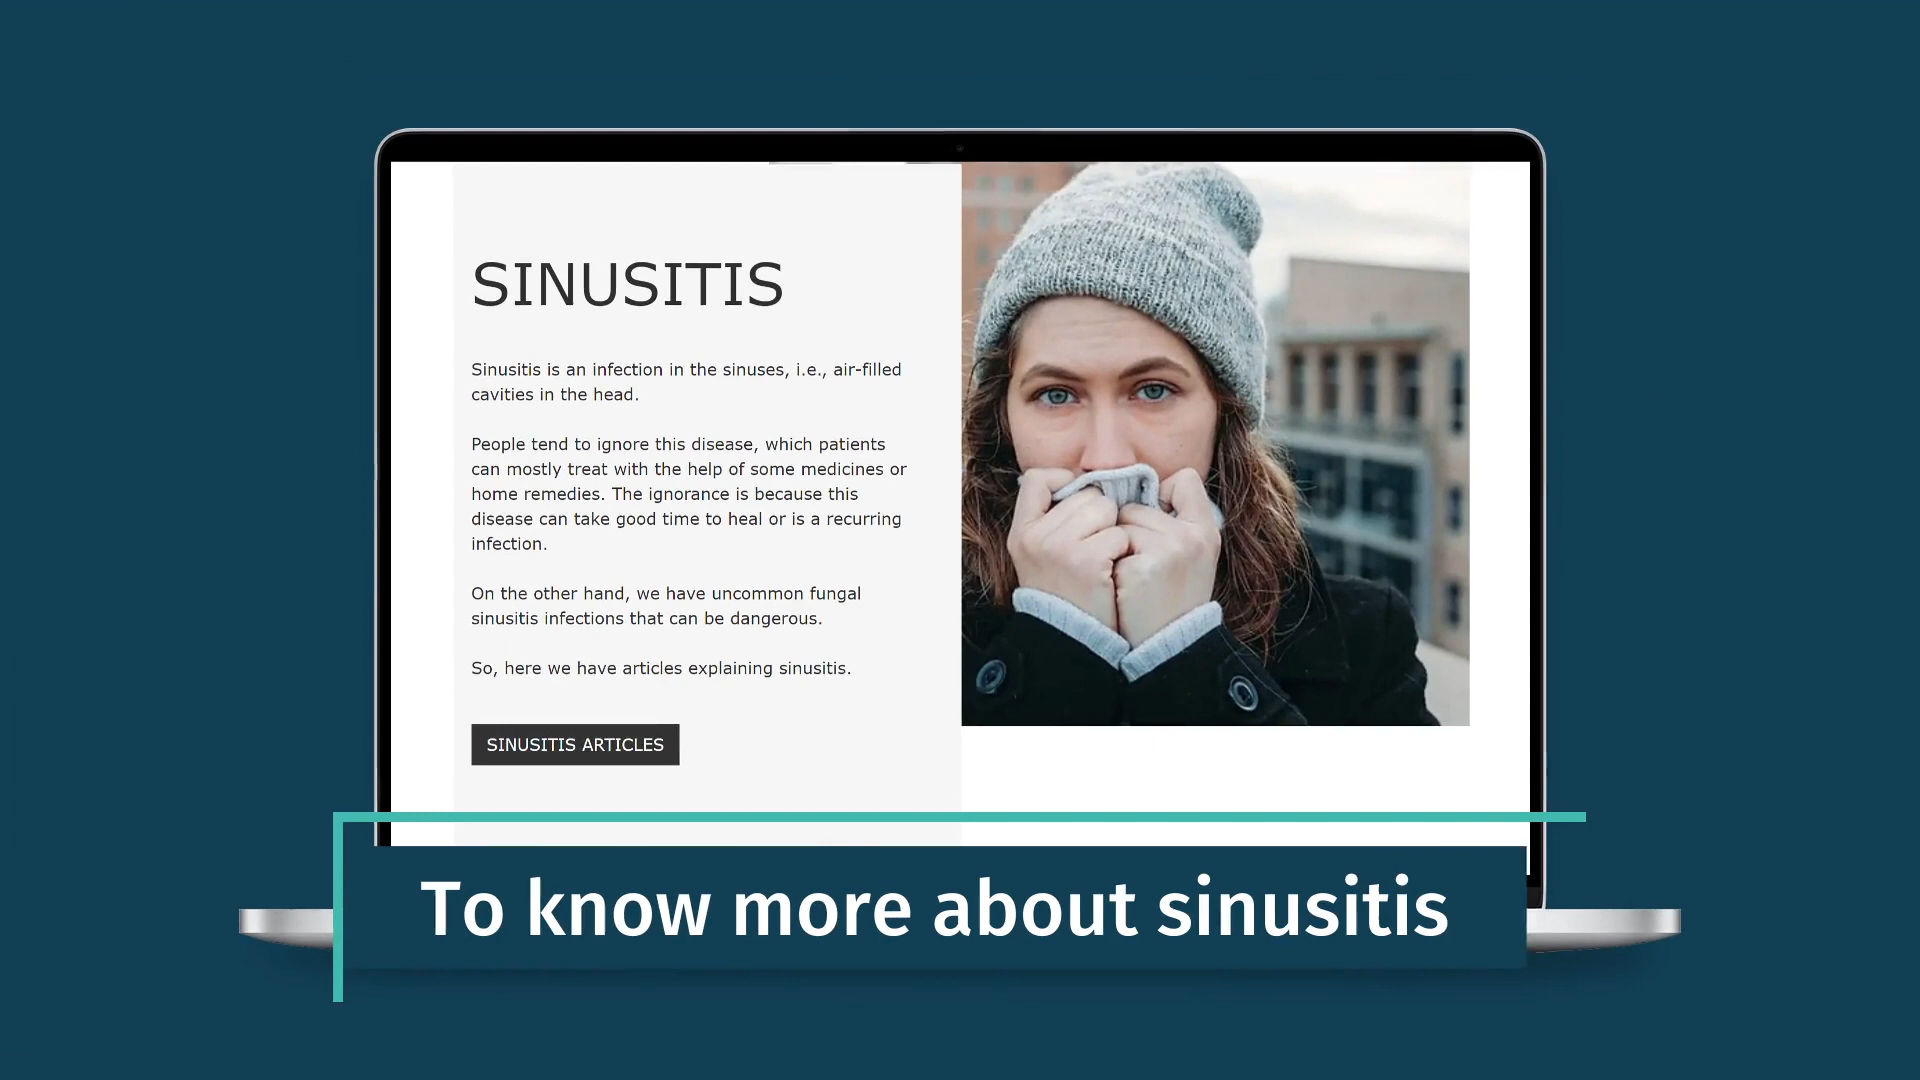 SINUSITIS
Sinusitis is an infection in the sinuses, i.e., air-filled
cavities in the head.
People tend to ignore this disease, which patients
can mostly treat with the help of some medicines or
home remedies. The ignorance is because this
disease can take good time to heal or is a recurring
infection.
On the other hand, we have uncommon fungal
sinusitis infections that can be dangerous.
So, here we have articles explaining sinusitis.
SINUSITIS ARTICLES
To know more about sinusitis